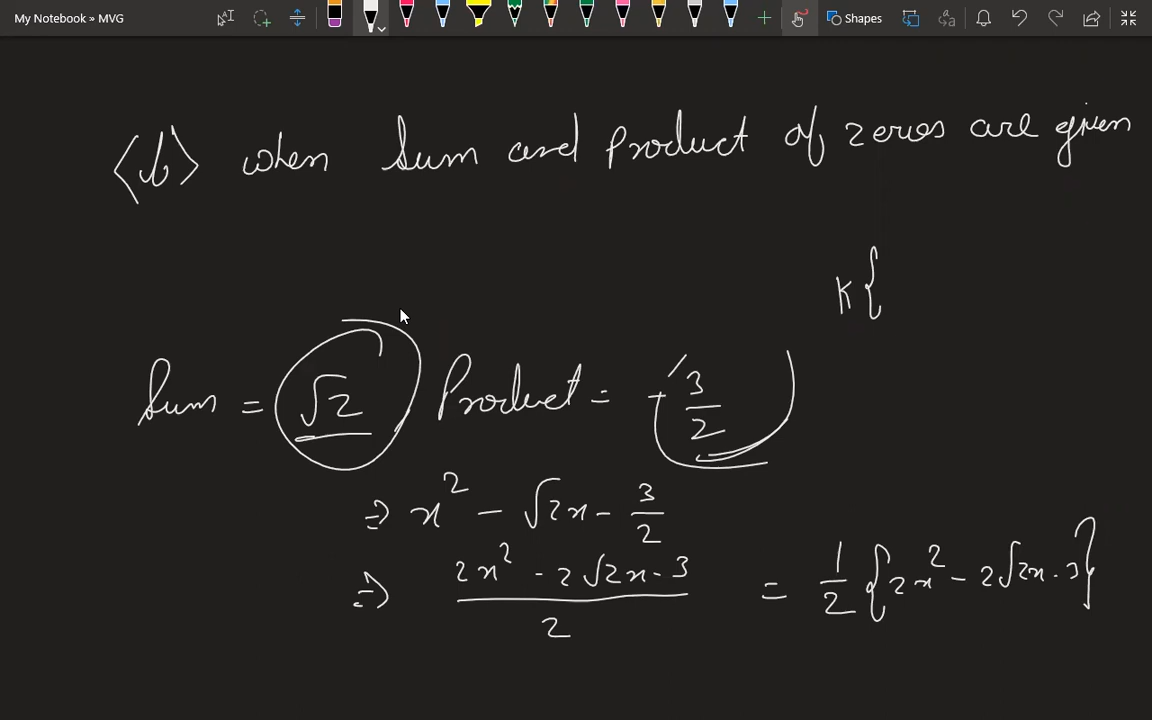 My Notebook » MVG
Shapes
<b> when Sum and Product of zeroes are given
K{
Sum = √2 Product = -3/2
⇒ x² - √2x - 3/2
⇒ (2x² - 2√2x - 3)/2 = 1/2 {2x² - 2√2x - 3}